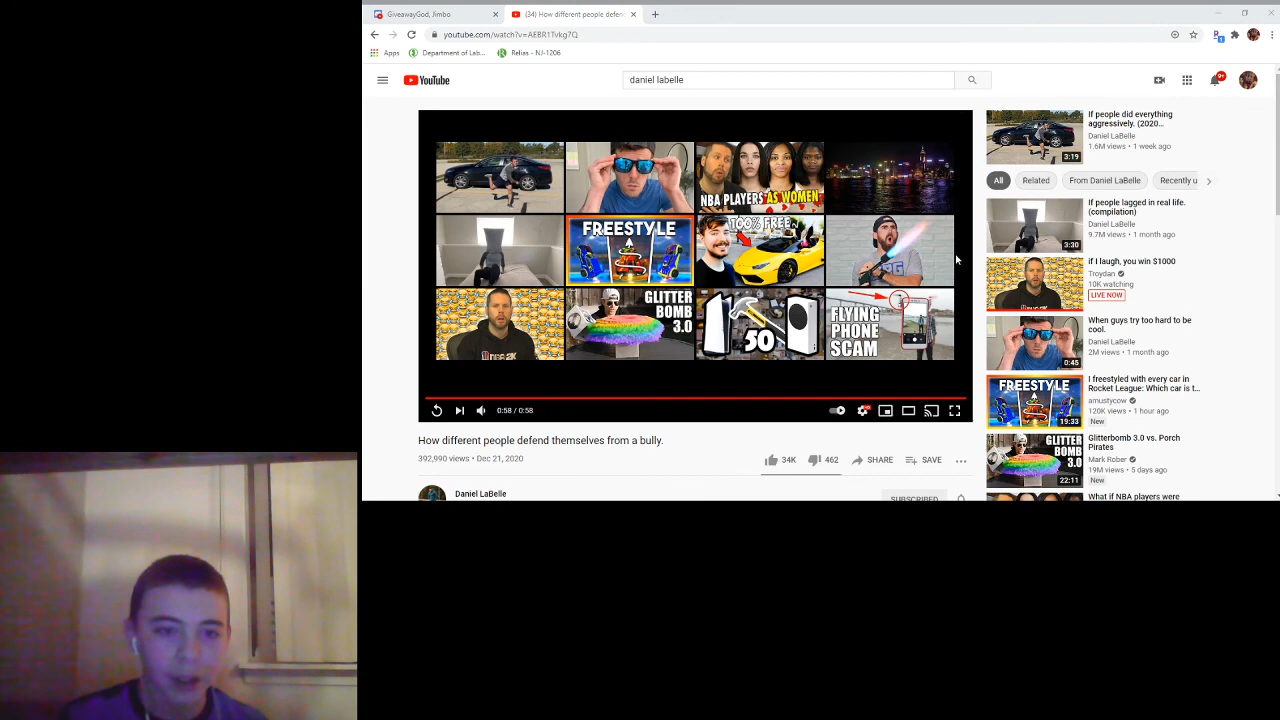 GiveawayGod, Jimbo
(34) How different people defen
youtube.com/watch?v=AEBR1Tvkg7Q
Apps
Department of Lab...
Relias - NJ-1206
YouTube
daniel labelle
9+
NBA PLAYERS AS WOMEN
FREESTYLE
100% FREE
GLITTER
BOMB
3.0
50
FLYING
PHONE
SCAM
0:58 / 0:58
How different people defend themselves from a bully.
392,990 views • Dec 21, 2020
34K
462
SHARE
SAVE
Daniel LaBelle
SUBSCRIBED
If people did everything
aggressively. (2020...
Daniel LaBelle
1.6M views • 1 week ago
3:19
All
Related
From Daniel LaBelle
Recently u
If people lagged in real life.
(compilation)
Daniel LaBelle
9.7M views • 1 month ago
3:30
if I laugh, you win $1000
Troydan
10K watching
LIVE NOW
When guys try too hard to be
cool.
Daniel LaBelle
2M views • 1 month ago
0:45
FREESTYLE
I freestyled with every car in
Rocket League: Which car is t...
amustycow
120K views • 1 hour ago
New
19:33
GLITTER
BOMB
3.0
Glitterbomb 3.0 vs. Porch
Pirates
Mark Rober
19M views • 5 days ago
New
22:11
What if NBA players were